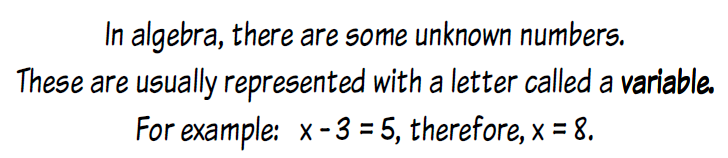 In algebra, there are some unknown numbers.
These are usually represented with a letter called a variable.
For example:  x - 3 = 5, therefore, x = 8.